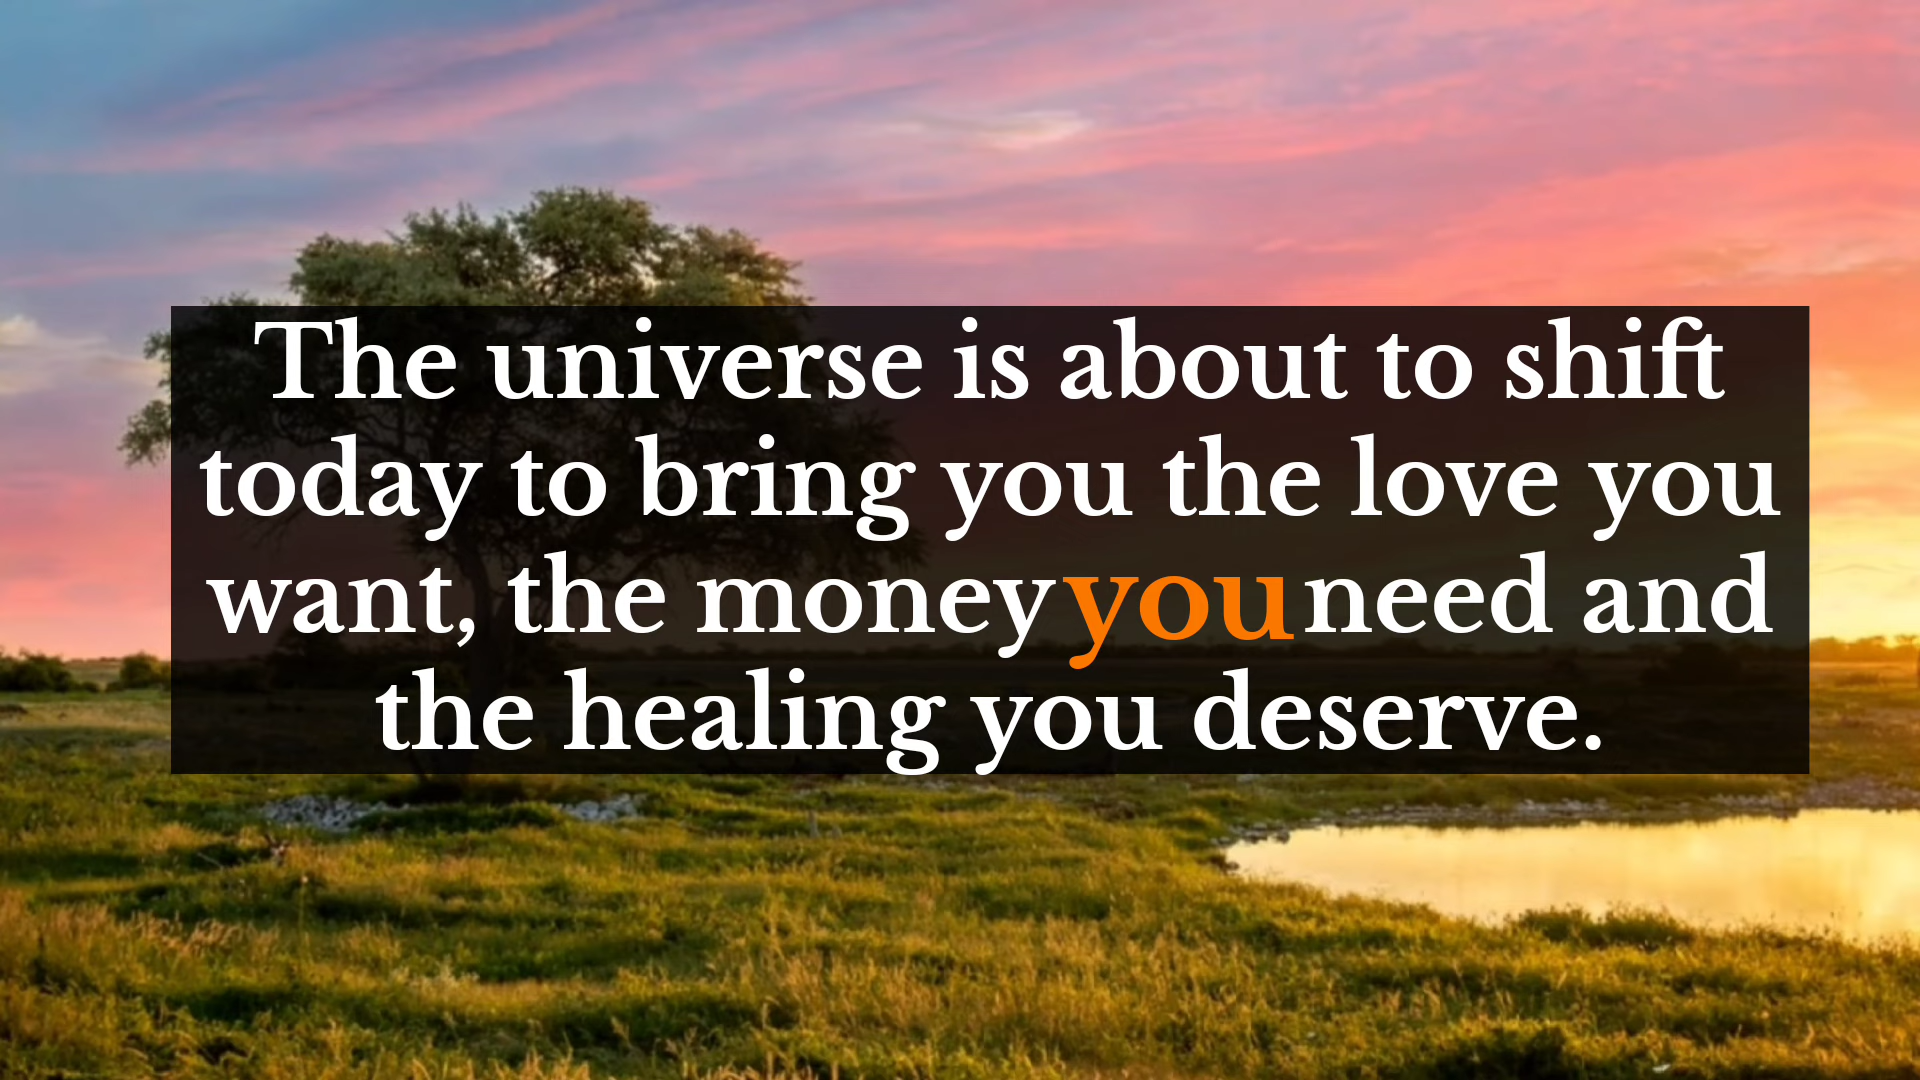 The universe is about to shift
today to bring you the love you
want, the money you need and
the healing you deserve.